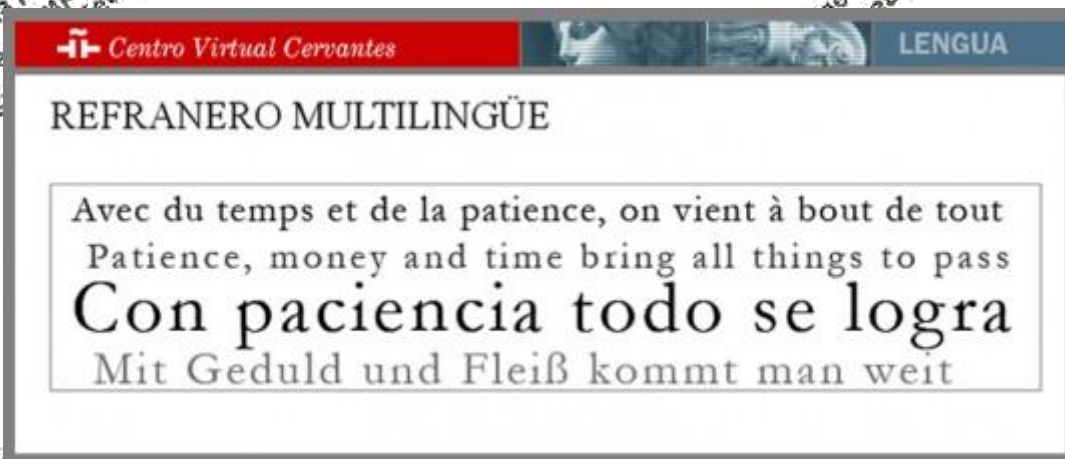 Centro Virtual Cervantes
LENGUA
REFRANERO MULTILINGÜE
Avec du temps et de la patience, on vient à bout de tout
Patience, money and time bring all things to pass
Con paciencia todo se logra
Mit Geduld und Fleiß kommt man weit